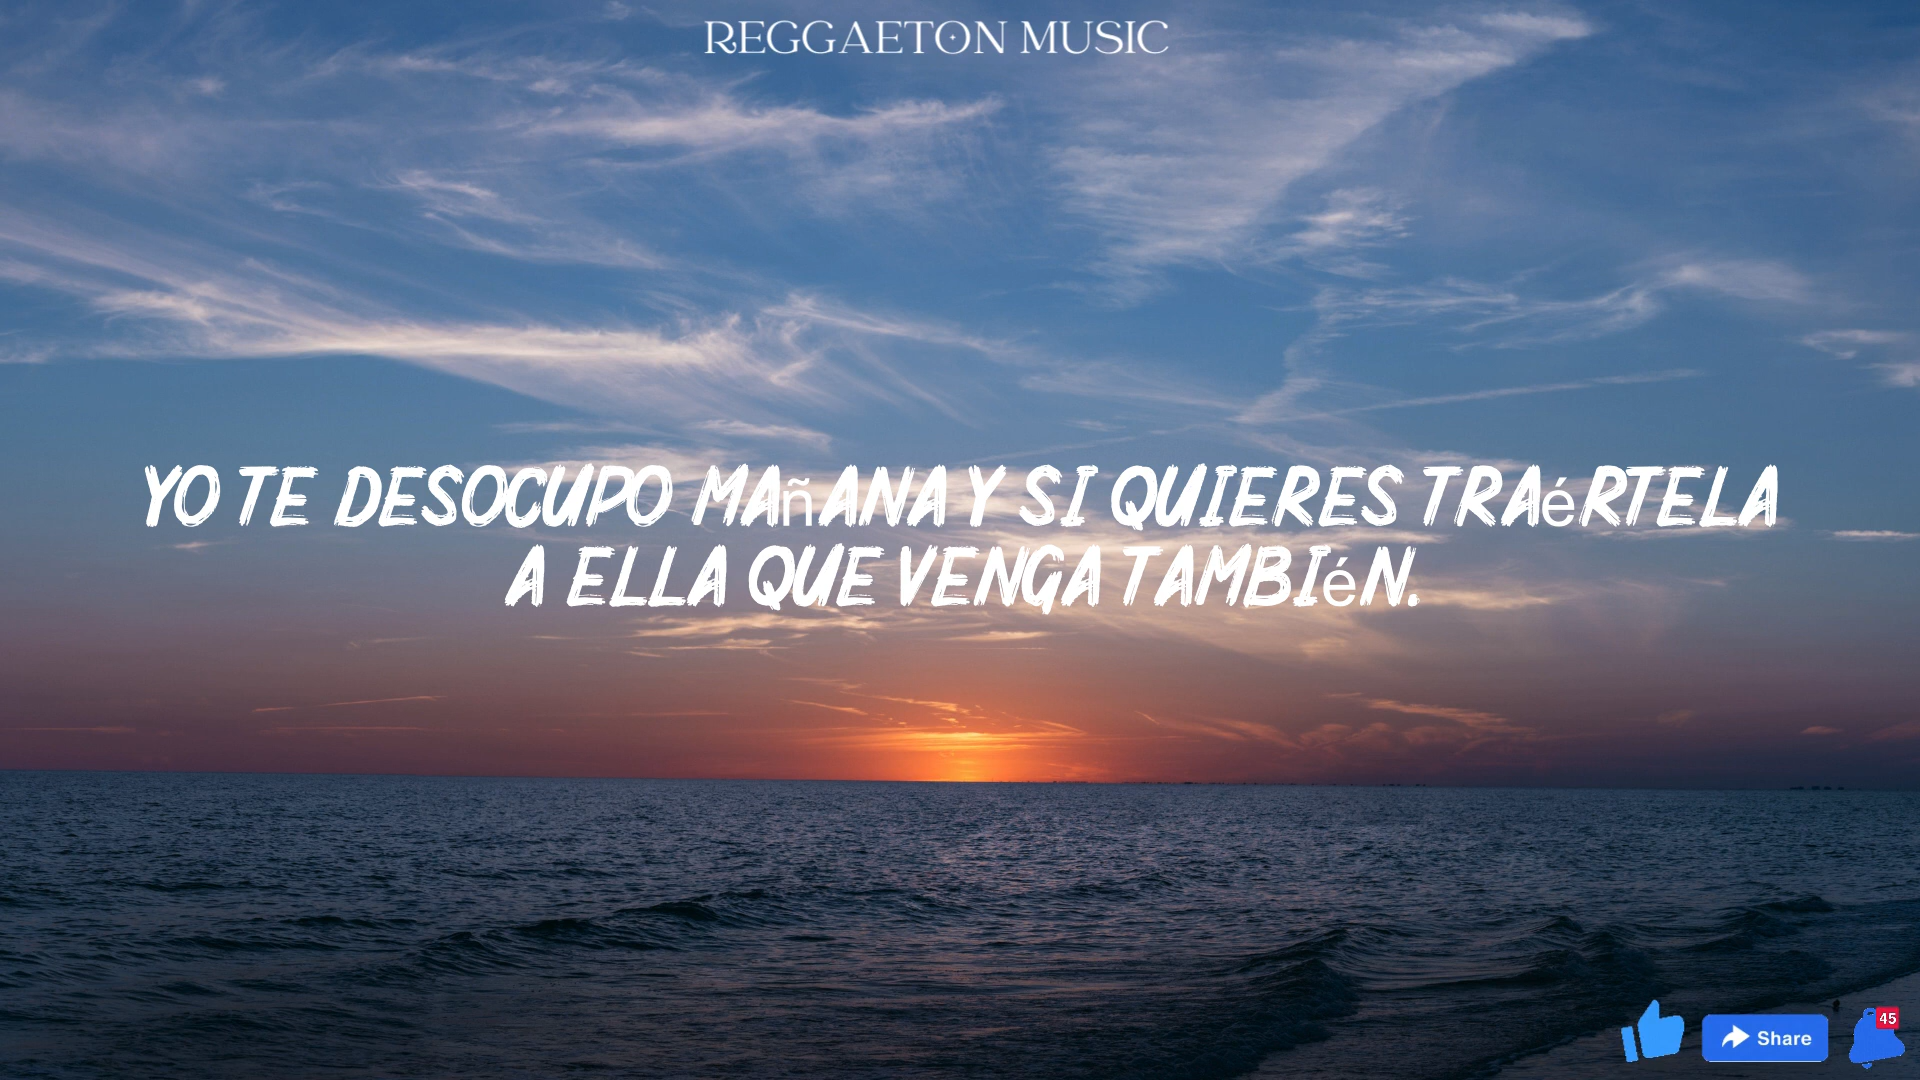 REGGAETON MUSIC
YO TE DESOCUPO MAñANA Y SI QUIERES TRAéRTELA
A ELLA QUE VENGA TAMBIéN.
Share
45